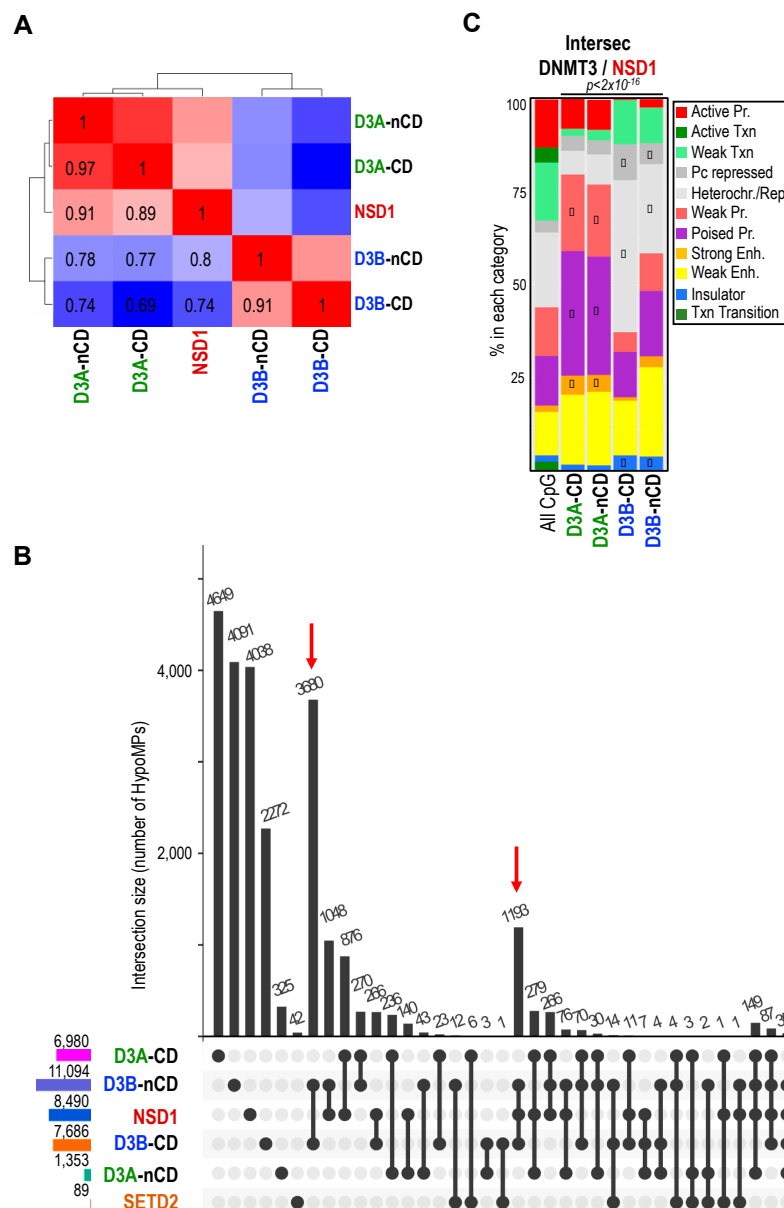 A
1
D3A-nCD
0.97
1
D3A-CD
0.91
0.89
1
NSD1
0.78
0.77
0.8
1
D3B-nCD
0.74
0.69
0.74
0.91
1
D3B-CD
D3A-nCD
D3A-CD
NSD1
D3B-nCD
D3B-CD
C
Intersec
DNMT3 / NSD1
p<2x10-16
% in each category
100
75
50
25
Active Pr.
Active Txn
Weak Txn
Pc repressed
Heterochr./Rep
Weak Pr.
Poised Pr.
Strong Enh.
Weak Enh.
Insulator
Txn Transition
All CpG
D3A-CD
D3A-nCD
D3B-CD
D3B-nCD
B
Intersection size (number of HypoMPs)
4,000
2,000
4649
4091
4038
2272
325
42
3680
1048
876
270
266
236
140
43
23
12
6
3
1
1193
279
266
76
70
30
14
11
7
4
4
3
2
1
1
149
87
6,980
D3A-CD
11,094
D3B-nCD
8,490
NSD1
7,686
D3B-CD
1,353
D3A-nCD
89
SETD2